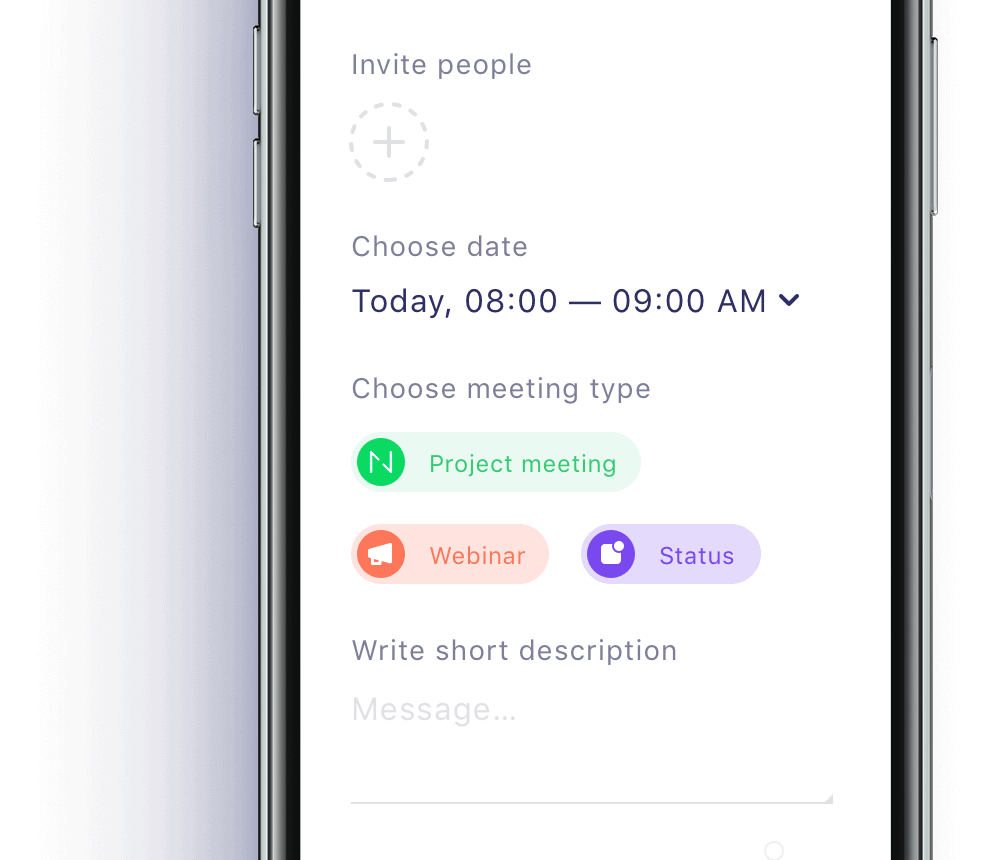 Invite people
Choose date
Today, 08:00 — 09:00 AM
Choose meeting type
Project meeting
Webinar
Status
Write short description
Message...